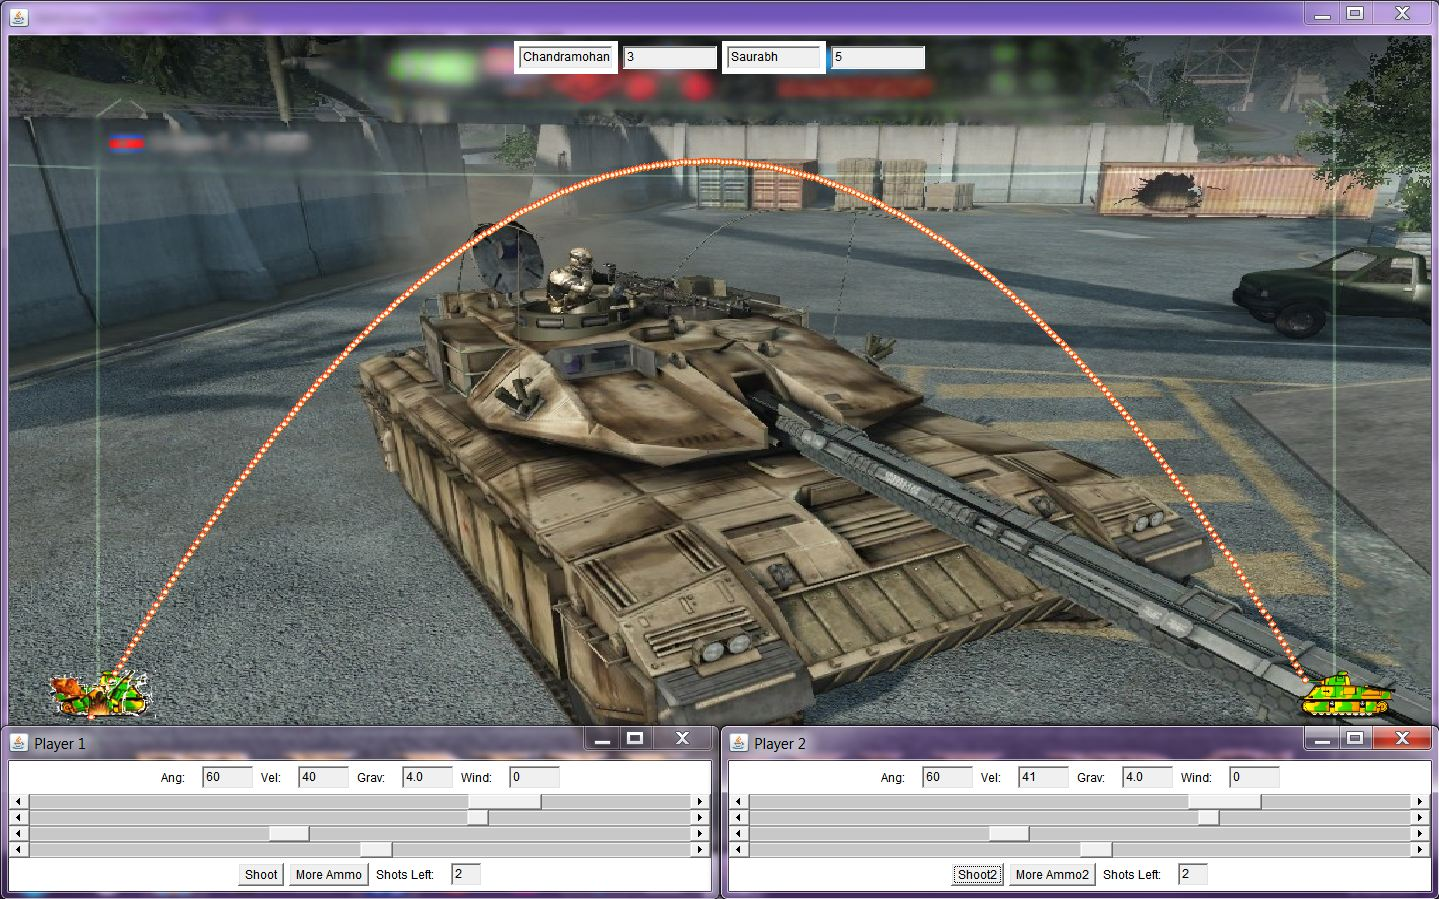 Chandramohan 3 Saurabh 5
Player 1
Ang: 60 Vel: 40 Grav: 4.0 Wind: 0
Shoot More Ammo Shots Left: 2
Player 2
Ang: 60 Vel: 41 Grav: 4.0 Wind: 0
Shoot2 More Ammo2 Shots Left: 2